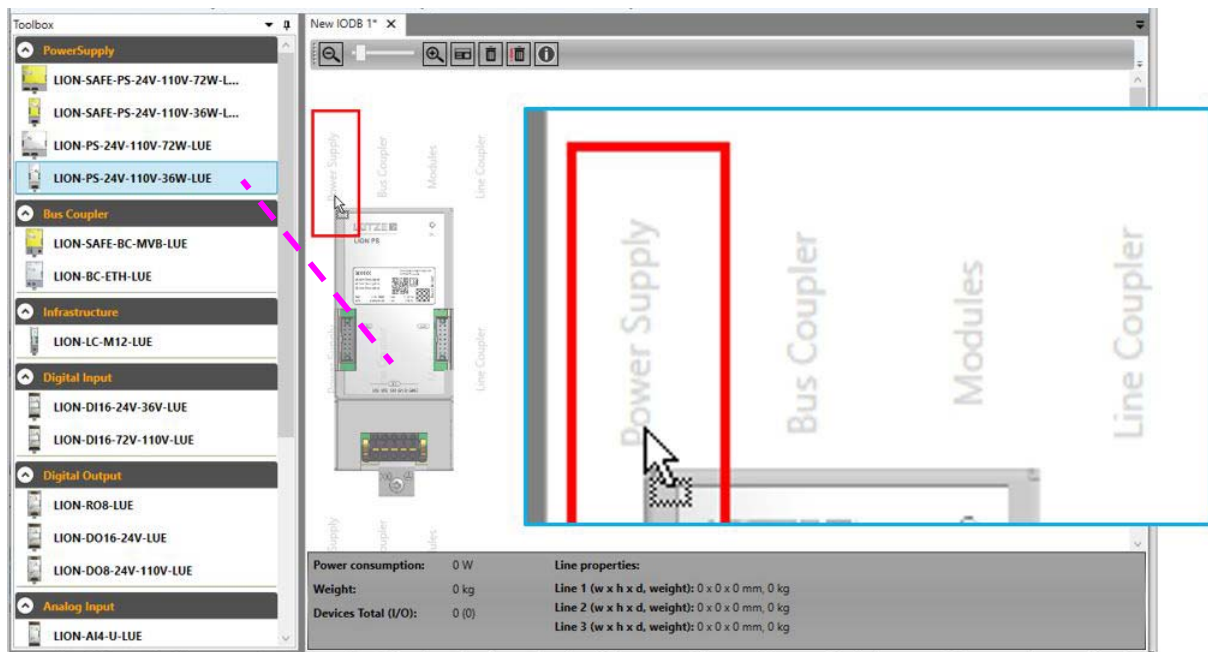 Toolbox
PowerSupply
LION-SAFE-PS-24V-110V-72W-L...
LION-SAFE-PS-24V-110V-36W-L...
LION-PS-24V-110V-72W-LUE
LION-PS-24V-110V-36W-LUE
Bus Coupler
LION-SAFE-BC-MVB-LUE
LION-BC-ETH-LUE
Infrastructure
LION-LC-M12-LUE
Digital Input
LION-DI16-24V-36V-LUE
LION-DI16-72V-110V-LUE
Digital Output
LION-RO8-LUE
LION-DO16-24V-LUE
LION-DO8-24V-110V-LUE
Analog Input
LION-AI4-U-LUE
New IODB 1*
Power Supply
Bus Coupler
Modules
Line Coupler
LÜTZE
LION PS
Power Supply
Line Coupler
Supply
Power Supply
Bus Coupler
Modules
Line Coupler
Power consumption: 0 W
Weight: 0 kg
Devices Total (I/O): 0 (0)
Line properties:
Line 1 (w x h x d, weight): 0 x 0 x 0 mm, 0 kg
Line 2 (w x h x d, weight): 0 x 0 x 0 mm, 0 kg
Line 3 (w x h x d, weight): 0 x 0 x 0 mm, 0 kg